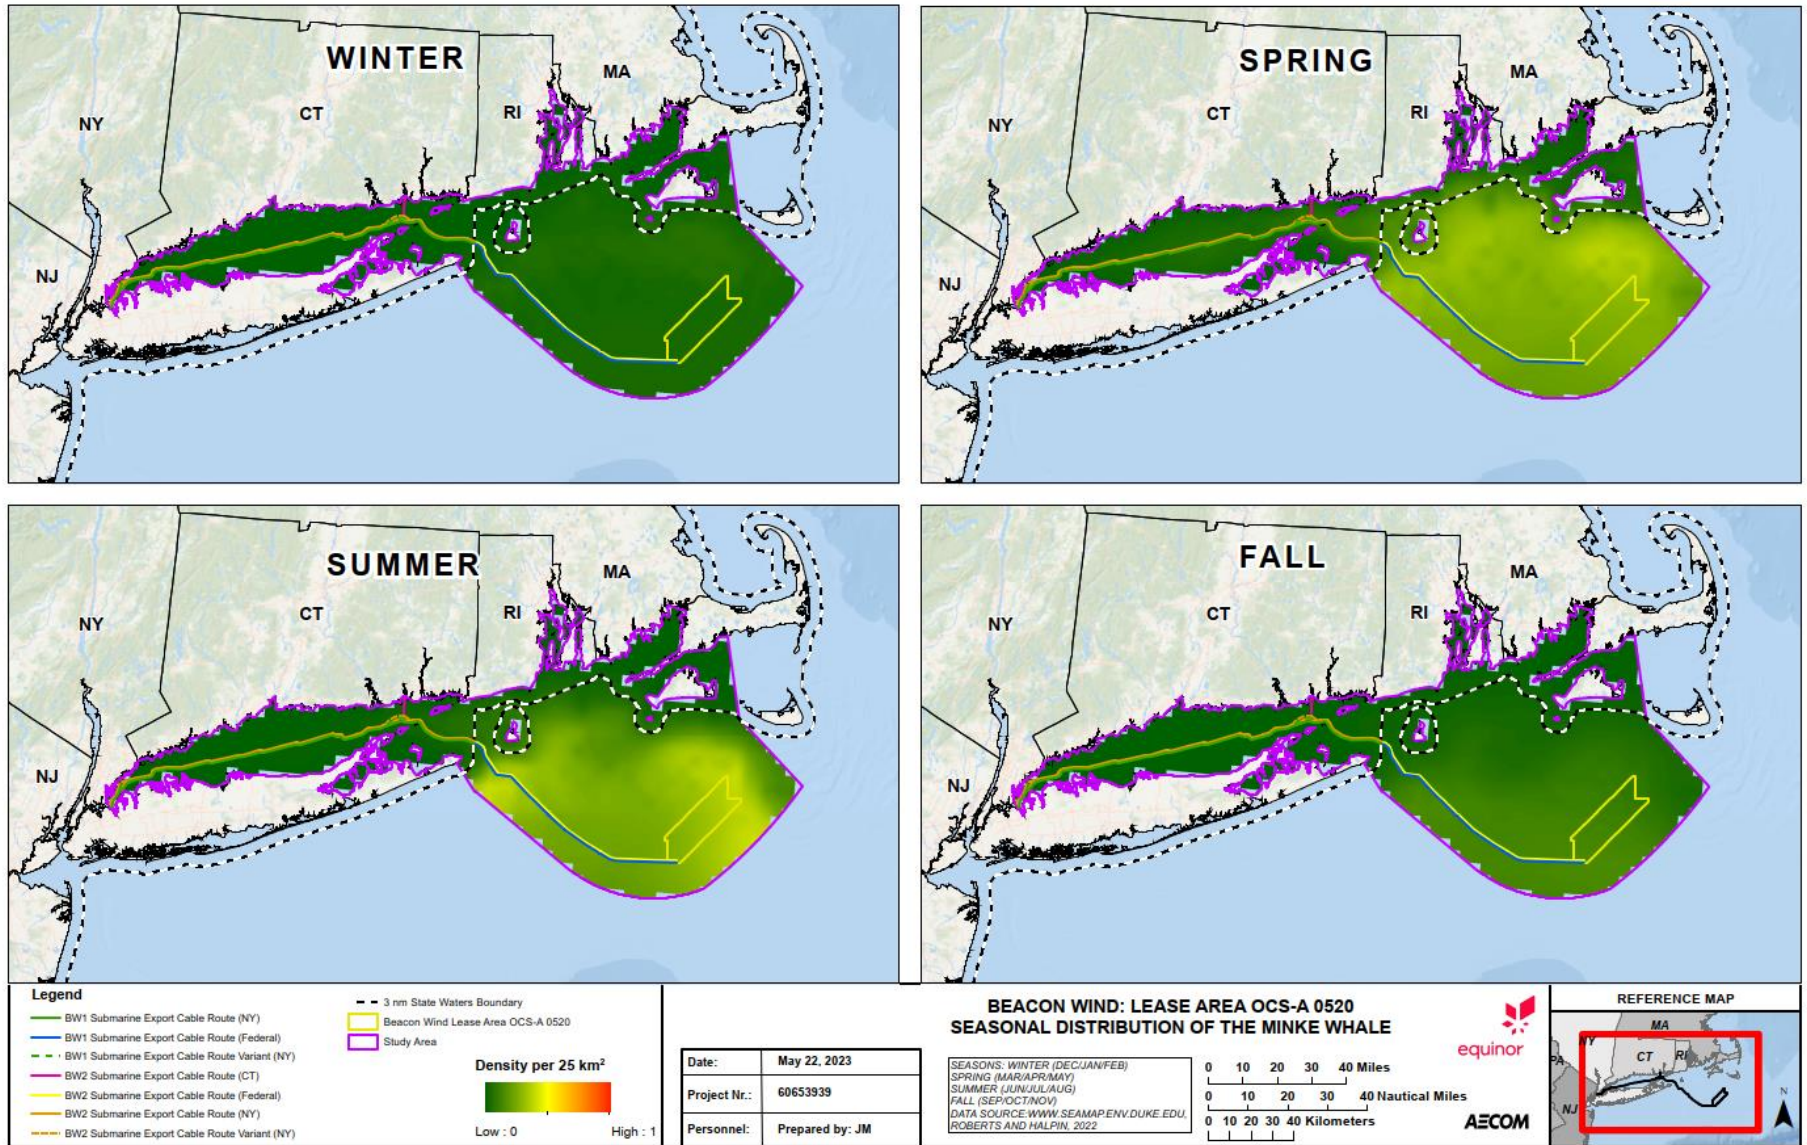 WINTER
MA
NY
CT
RI
NJ
SPRING
MA
NY
CT
RI
NJ
SUMMER
MA
NY
CT
RI
NJ
FALL
MA
NY
CT
RI
NJ
Legend
BW1 Submarine Export Cable Route (NY)
BW1 Submarine Export Cable Route (Federal)
BW1 Submarine Export Cable Route Variant (NY)
BW2 Submarine Export Cable Route (CT)
BW2 Submarine Export Cable Route (Federal)
BW2 Submarine Export Cable Route (NY)
BW2 Submarine Export Cable Route Variant (NY)
3 nm State Waters Boundary
Beacon Wind Lease Area OCS-A 0520
Study Area
Density per 25 km²
Low : 0 High : 1
Date: May 22, 2023
Project Nr.: 60653939
Personnel: Prepared by: JM
BEACON WIND: LEASE AREA OCS-A 0520
SEASONAL DISTRIBUTION OF THE MINKE WHALE
SEASONS: WINTER (DEC/JAN/FEB)
SPRING (MAR/APR/MAY)
SUMMER (JUN/JUL/AUG)
FALL (SEP/OCT/NOV)
DATA SOURCE:WWW.SEAMAP.ENV.DUKE.EDU,
ROBERTS AND HALPIN, 2022
0 10 20 30 40 Miles
0 10 20 30 40 Nautical Miles
0 10 20 30 40 Kilometers
equinor
AECOM
REFERENCE MAP
MA
NY
CT
RI
PA
NJ
N